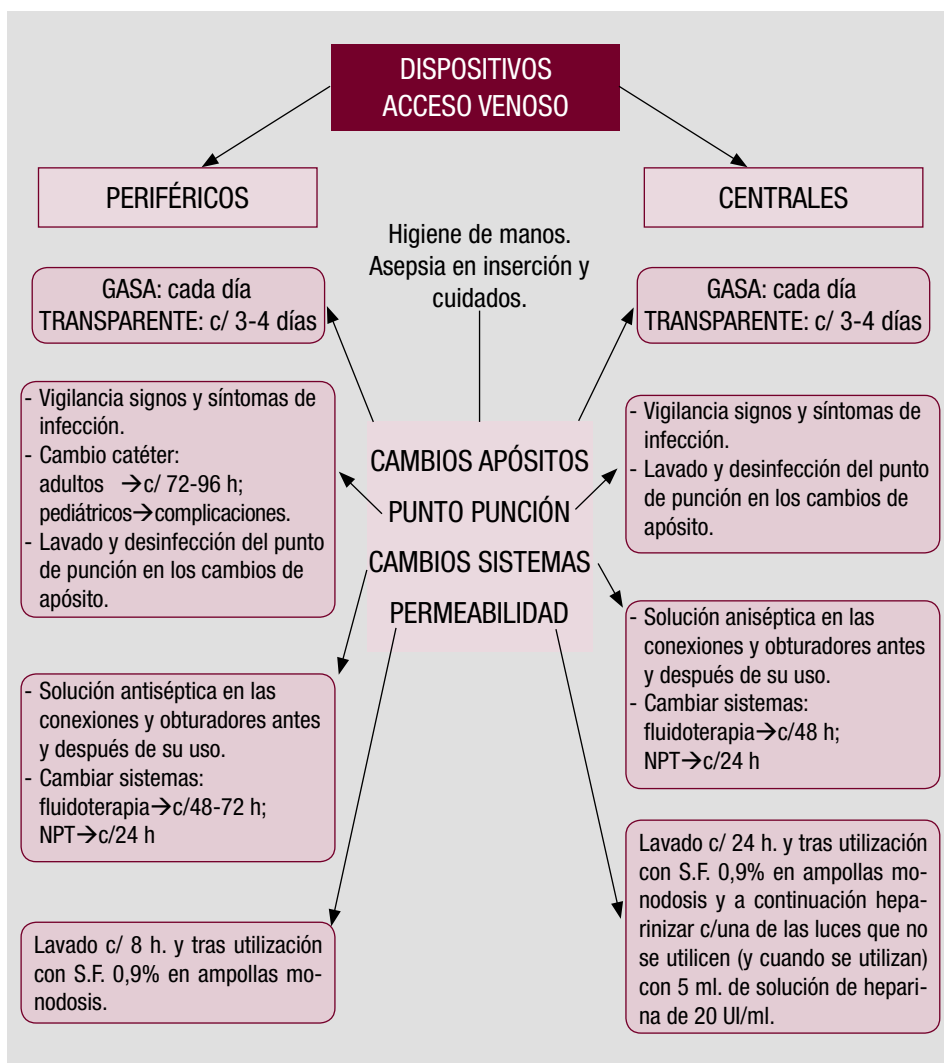 DISPOSITIVOS
ACCESO VENOSO
PERIFÉRICOS
CENTRALES
Higiene de manos.
Asepsia en inserción y
cuidados.
GASA: cada día
TRANSPARENTE: c/ 3-4 días
GASA: cada día
TRANSPARENTE: c/ 3-4 días
- Vigilancia signos y síntomas de
infección.
- Cambio catéter:
adultos →c/ 72-96 h;
pediátricos→complicaciones.
- Lavado y desinfección del punto
de punción en los cambios de
apósito.
CAMBIOS APÓSITOS
PUNTO PUNCIÓN
CAMBIOS SISTEMAS
PERMEABILIDAD
- Vigilancia signos y síntomas de
infección.
- Lavado y desinfección del punto
de punción en los cambios de
apósito.
- Solución antiséptica en las
conexiones y obturadores antes
y después de su uso.
- Cambiar sistemas:
fluidoterapia→c/48-72 h;
NPT→c/24 h
- Solución aniséptica en las
conexiones y obturadores antes
y después de su uso.
- Cambiar sistemas:
fluidoterapia→c/48 h;
NPT→c/24 h
Lavado c/ 8 h. y tras utilización
con S.F. 0,9% en ampollas mo-
nodosis.
Lavado c/ 24 h. y tras utilización
con S.F. 0,9% en ampollas mo-
nodosis y a continuación hepa-
rinizar c/una de las luces que no
se utilicen (y cuando se utilizan)
con 5 ml. de solución de hepari-
na de 20 UI/ml.